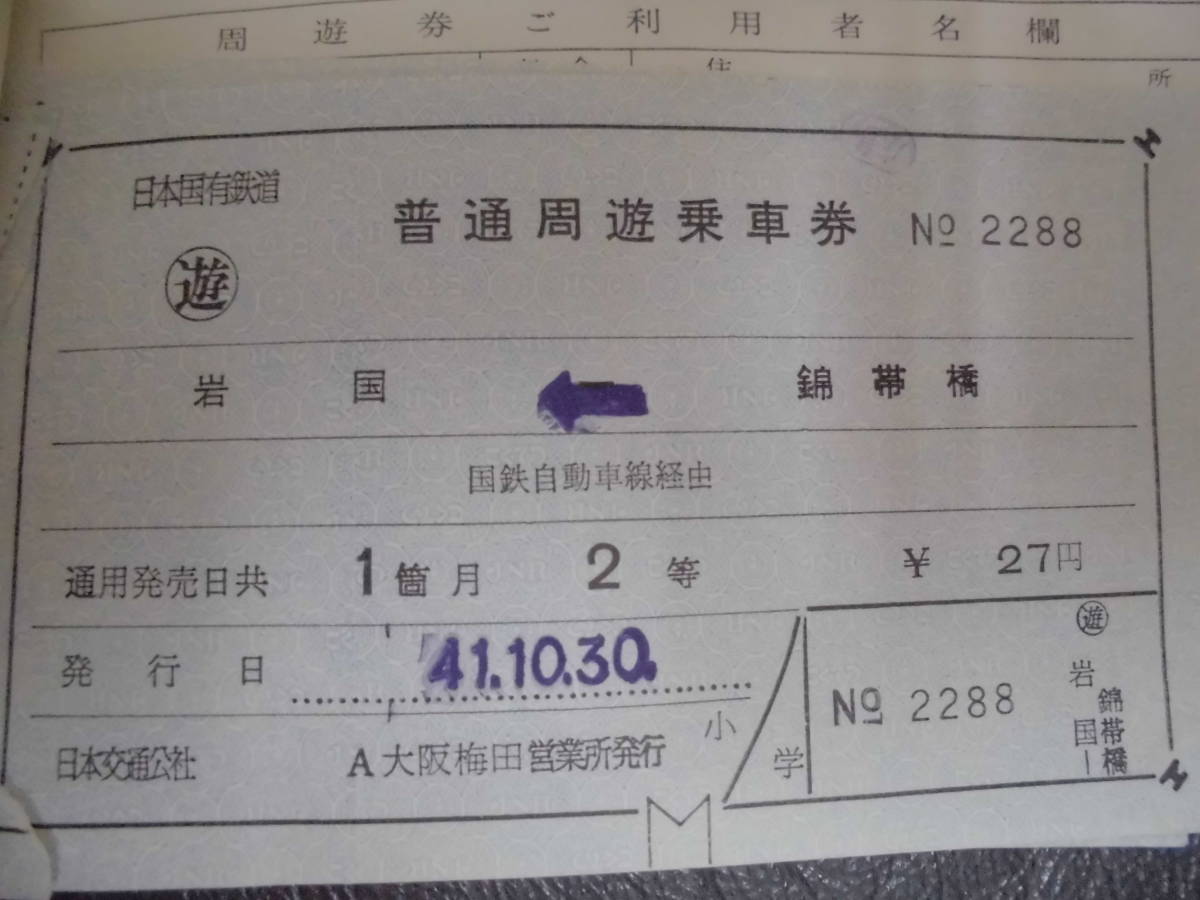 周遊券ご利用者名欄
住 所
日本国有鉄道
普通周遊乗車券 № 2288
遊
岩国 ← 錦帯橋
国鉄自動車線経由
通用発売日共 1箇月 2等 ¥ 27円
発行日 41.10.30.
日本交通公社 A大阪梅田営業所発行
小
学
№ 2288
遊
岩国ー
錦帯橋